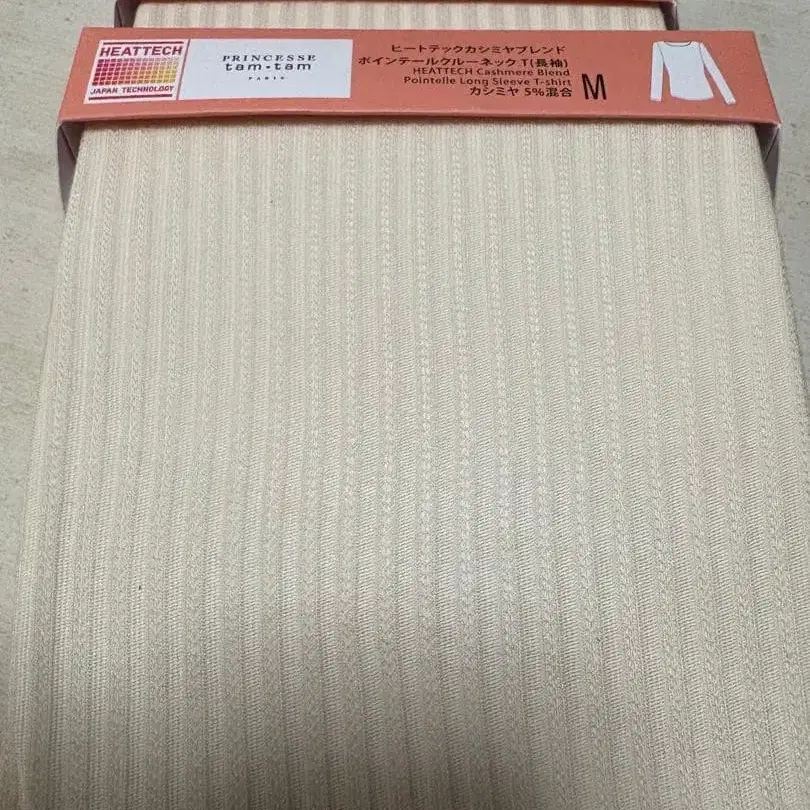 HEATTECH
JAPAN TECHNOLOGY
PRINCESSE
tam•tam
PARIS
ヒートテックカシミヤブレンド
ポインテールクルーネック T(長袖)
HEATTECH Cashmere Blend
Pointelle Long Sleeve T-shirt
カシミヤ 5%混合 M